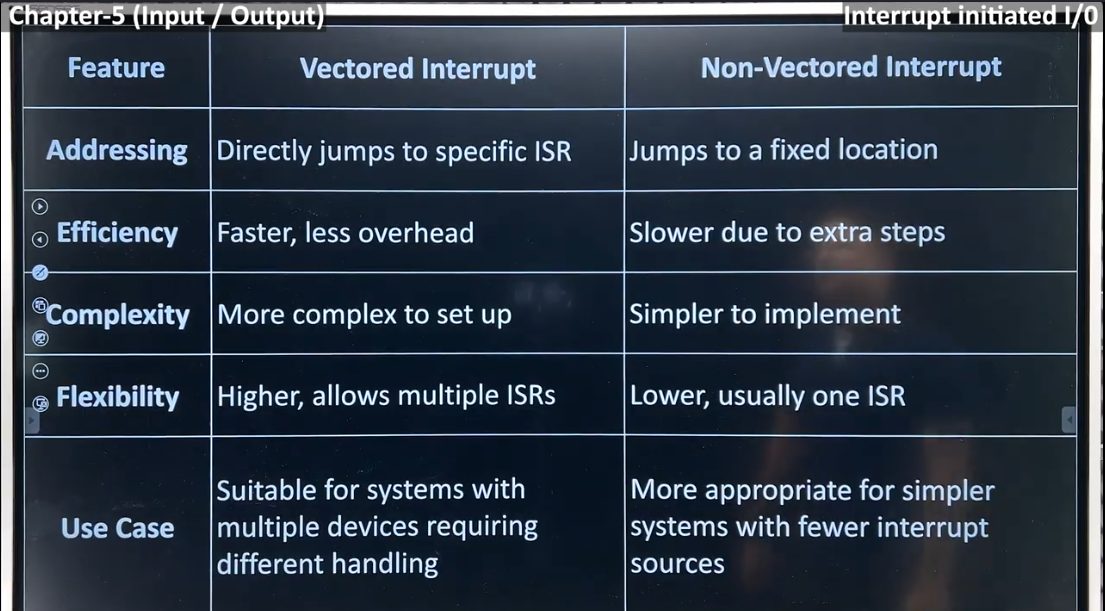 Chapter-5 (Input / Output)
Interrupt initiated I/0
Feature
Vectored Interrupt
Non-Vectored Interrupt
Addressing
Directly jumps to specific ISR
Jumps to a fixed location
Efficiency
Faster, less overhead
Slower due to extra steps
Complexity
More complex to set up
Simpler to implement
Flexibility
Higher, allows multiple ISRs
Lower, usually one ISR
Use Case
Suitable for systems with
multiple devices requiring
different handling
More appropriate for simpler
systems with fewer interrupt
sources